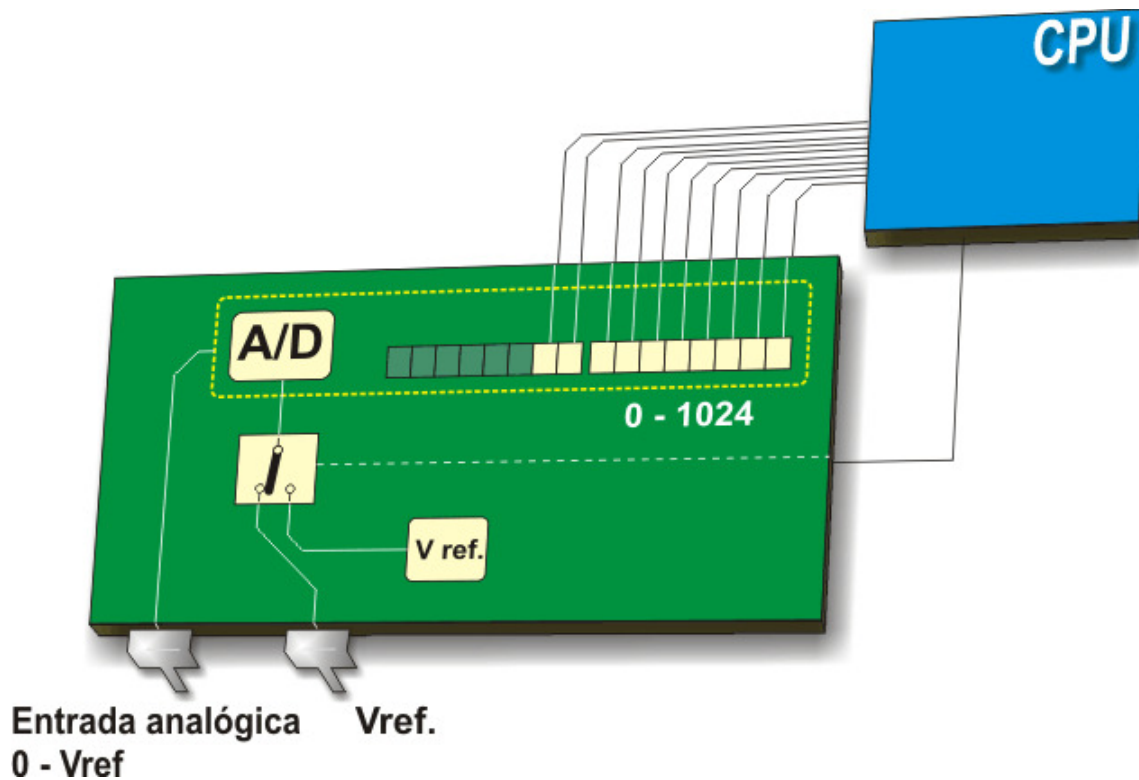 CPU
A/D
0 - 1024
V ref.
Entrada analógica
0 - Vref
Vref.